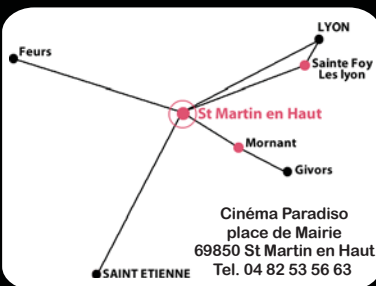 LYON
Feurs
Sainte Foy
Les lyon
St Martin en Haut
Mornant
Givors
Cinéma Paradiso
place de Mairie
69850 St Martin en Haut
Tel. 04 82 53 56 63
SAINT ETIENNE